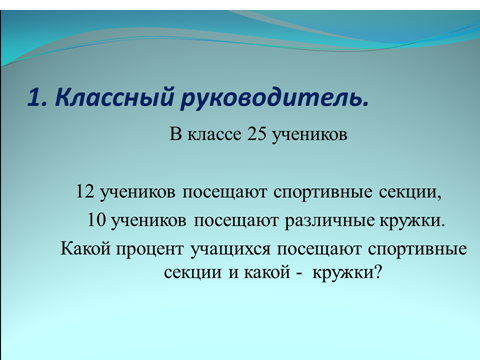 1. Классный руководитель.
В классе 25 учеников
12 учеников посещают спортивные секции,
10 учеников посещают различные кружки.
Какой процент учащихся посещают спортивные
секции и какой - кружки?